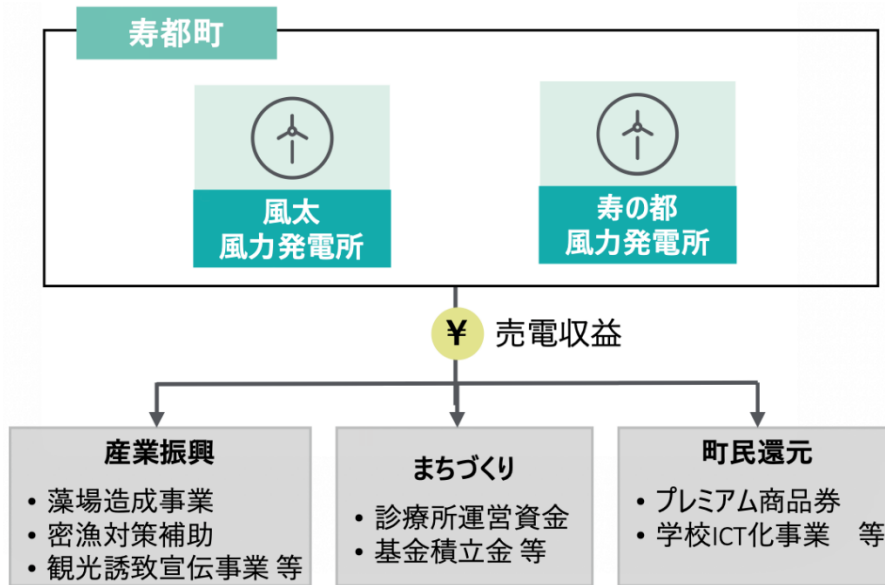 寿都町
風太
風力発電所
寿の都
風力発電所
¥ 売電収益
産業振興
• 藻場造成事業
• 密漁対策補助
• 観光誘致宣伝事業 等
まちづくり
• 診療所運営資金
• 基金積立金 等
町民還元
• プレミアム商品券
• 学校ICT化事業　等